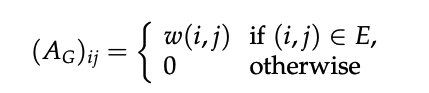 (A_G)_{ij} = { w(i,j) if (i,j) ∈ E,
0 otherwise